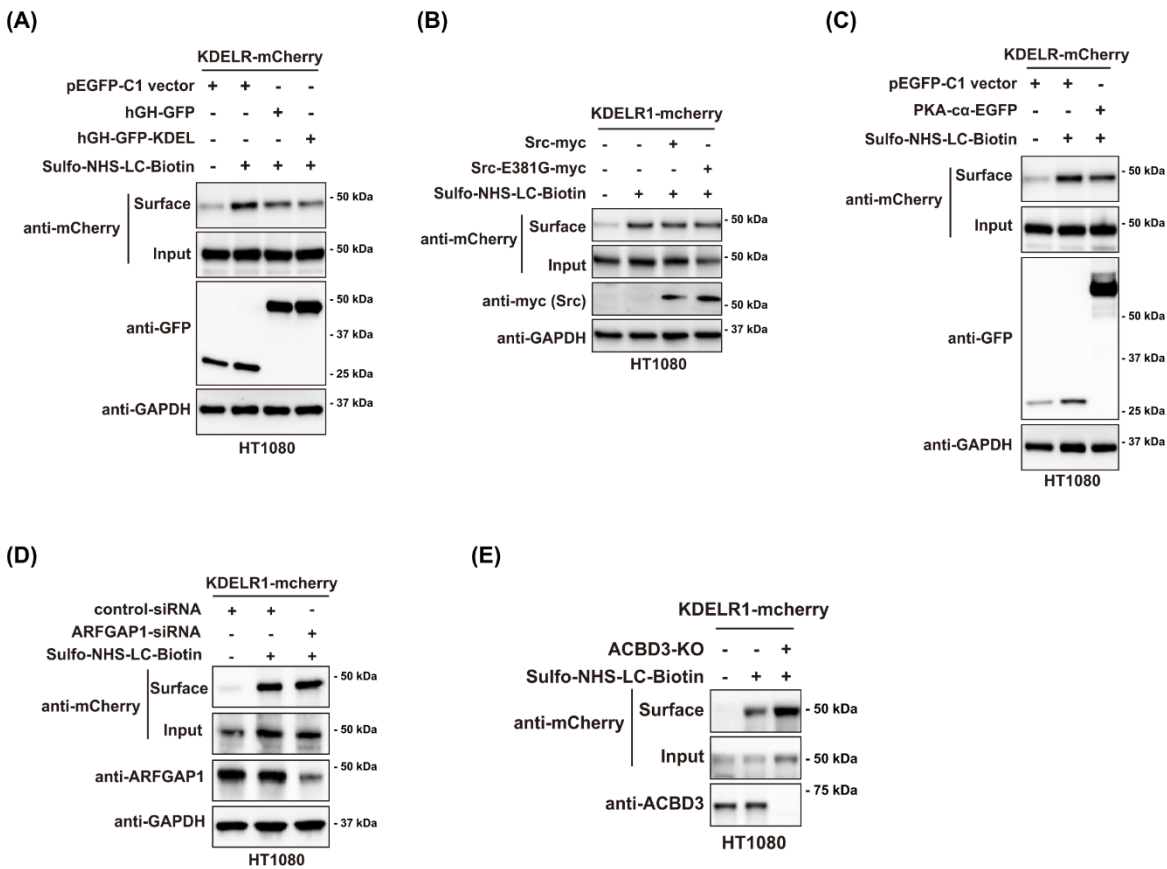 (A)
KDELR-mCherry
pEGFP-C1 vector + + - -
hGH-GFP - - + -
hGH-GFP-KDEL - - - +
Sulfo-NHS-LC-Biotin - + + +
anti-mCherry
Surface - 50 kDa
Input - 50 kDa
anti-GFP
- 50 kDa
- 37 kDa
- 25 kDa
anti-GAPDH - 37 kDa
HT1080
(B)
KDELR1-mcherry
Src-myc - - + -
Src-E381G-myc - - - +
Sulfo-NHS-LC-Biotin - + + +
anti-mCherry
Surface - 50 kDa
Input - 50 kDa
anti-myc (Src) - 50 kDa
anti-GAPDH - 37 kDa
HT1080
(C)
KDELR-mCherry
pEGFP-C1 vector + + -
PKA-cα-EGFP - - +
Sulfo-NHS-LC-Biotin - + +
anti-mCherry
Surface - 50 kDa
Input - 50 kDa
anti-GFP
- 50 kDa
- 37 kDa
- 25 kDa
anti-GAPDH - 37 kDa
HT1080
(D)
KDELR1-mcherry
control-siRNA + + -
ARFGAP1-siRNA - - +
Sulfo-NHS-LC-Biotin - + +
anti-mCherry
Surface - 50 kDa
Input - 50 kDa
anti-ARFGAP1 - 50 kDa
anti-GAPDH - 37 kDa
HT1080
(E)
KDELR1-mcherry
ACBD3-KO - - +
Sulfo-NHS-LC-Biotin - + +
anti-mCherry
Surface - 50 kDa
Input - 50 kDa
anti-ACBD3 - 75 kDa
HT1080